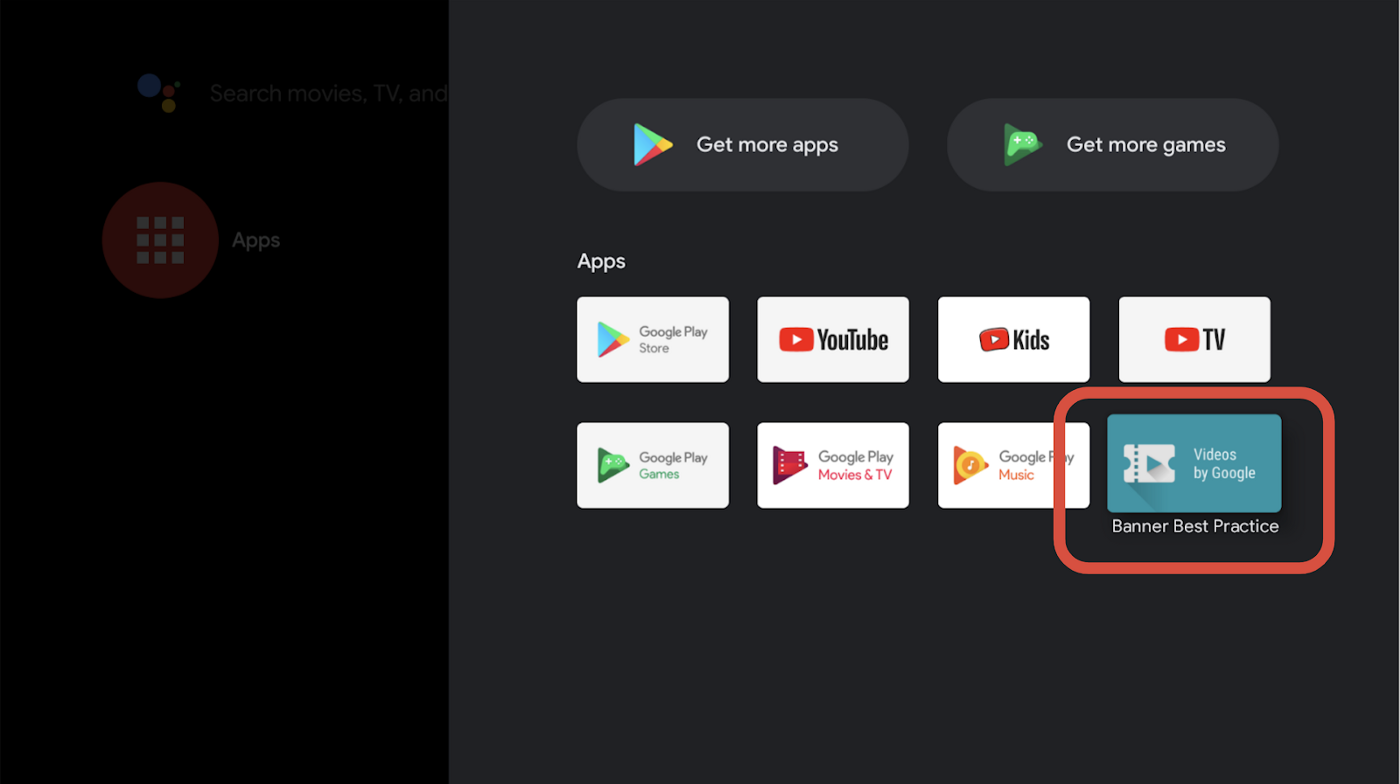 Search movies, TV, and
Get more apps
Get more games
Apps
Apps
Google Play
Store
YouTube
Kids
TV
Google Play
Games
Google Play
Movies & TV
Google Play
Music
Videos
by Google
Banner Best Practice